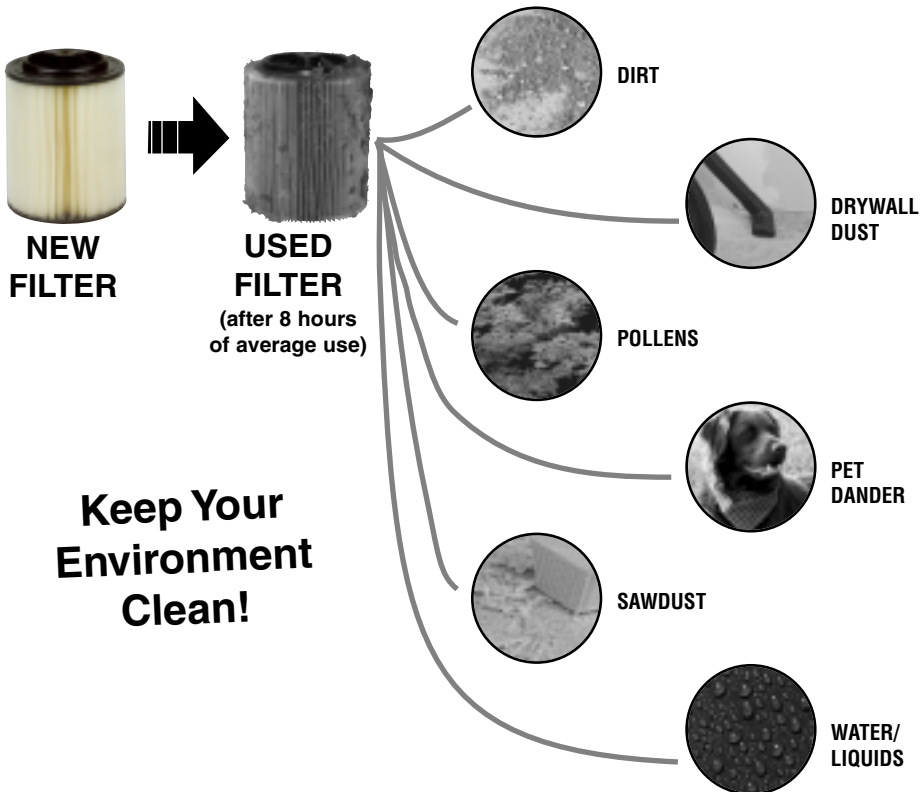 NEW
FILTER
USED
FILTER
(after 8 hours
of average use)
DIRT
DRYWALL
DUST
POLLENS
PET
DANDER
SAWDUST
WATER/
LIQUIDS
Keep Your
Environment
Clean!